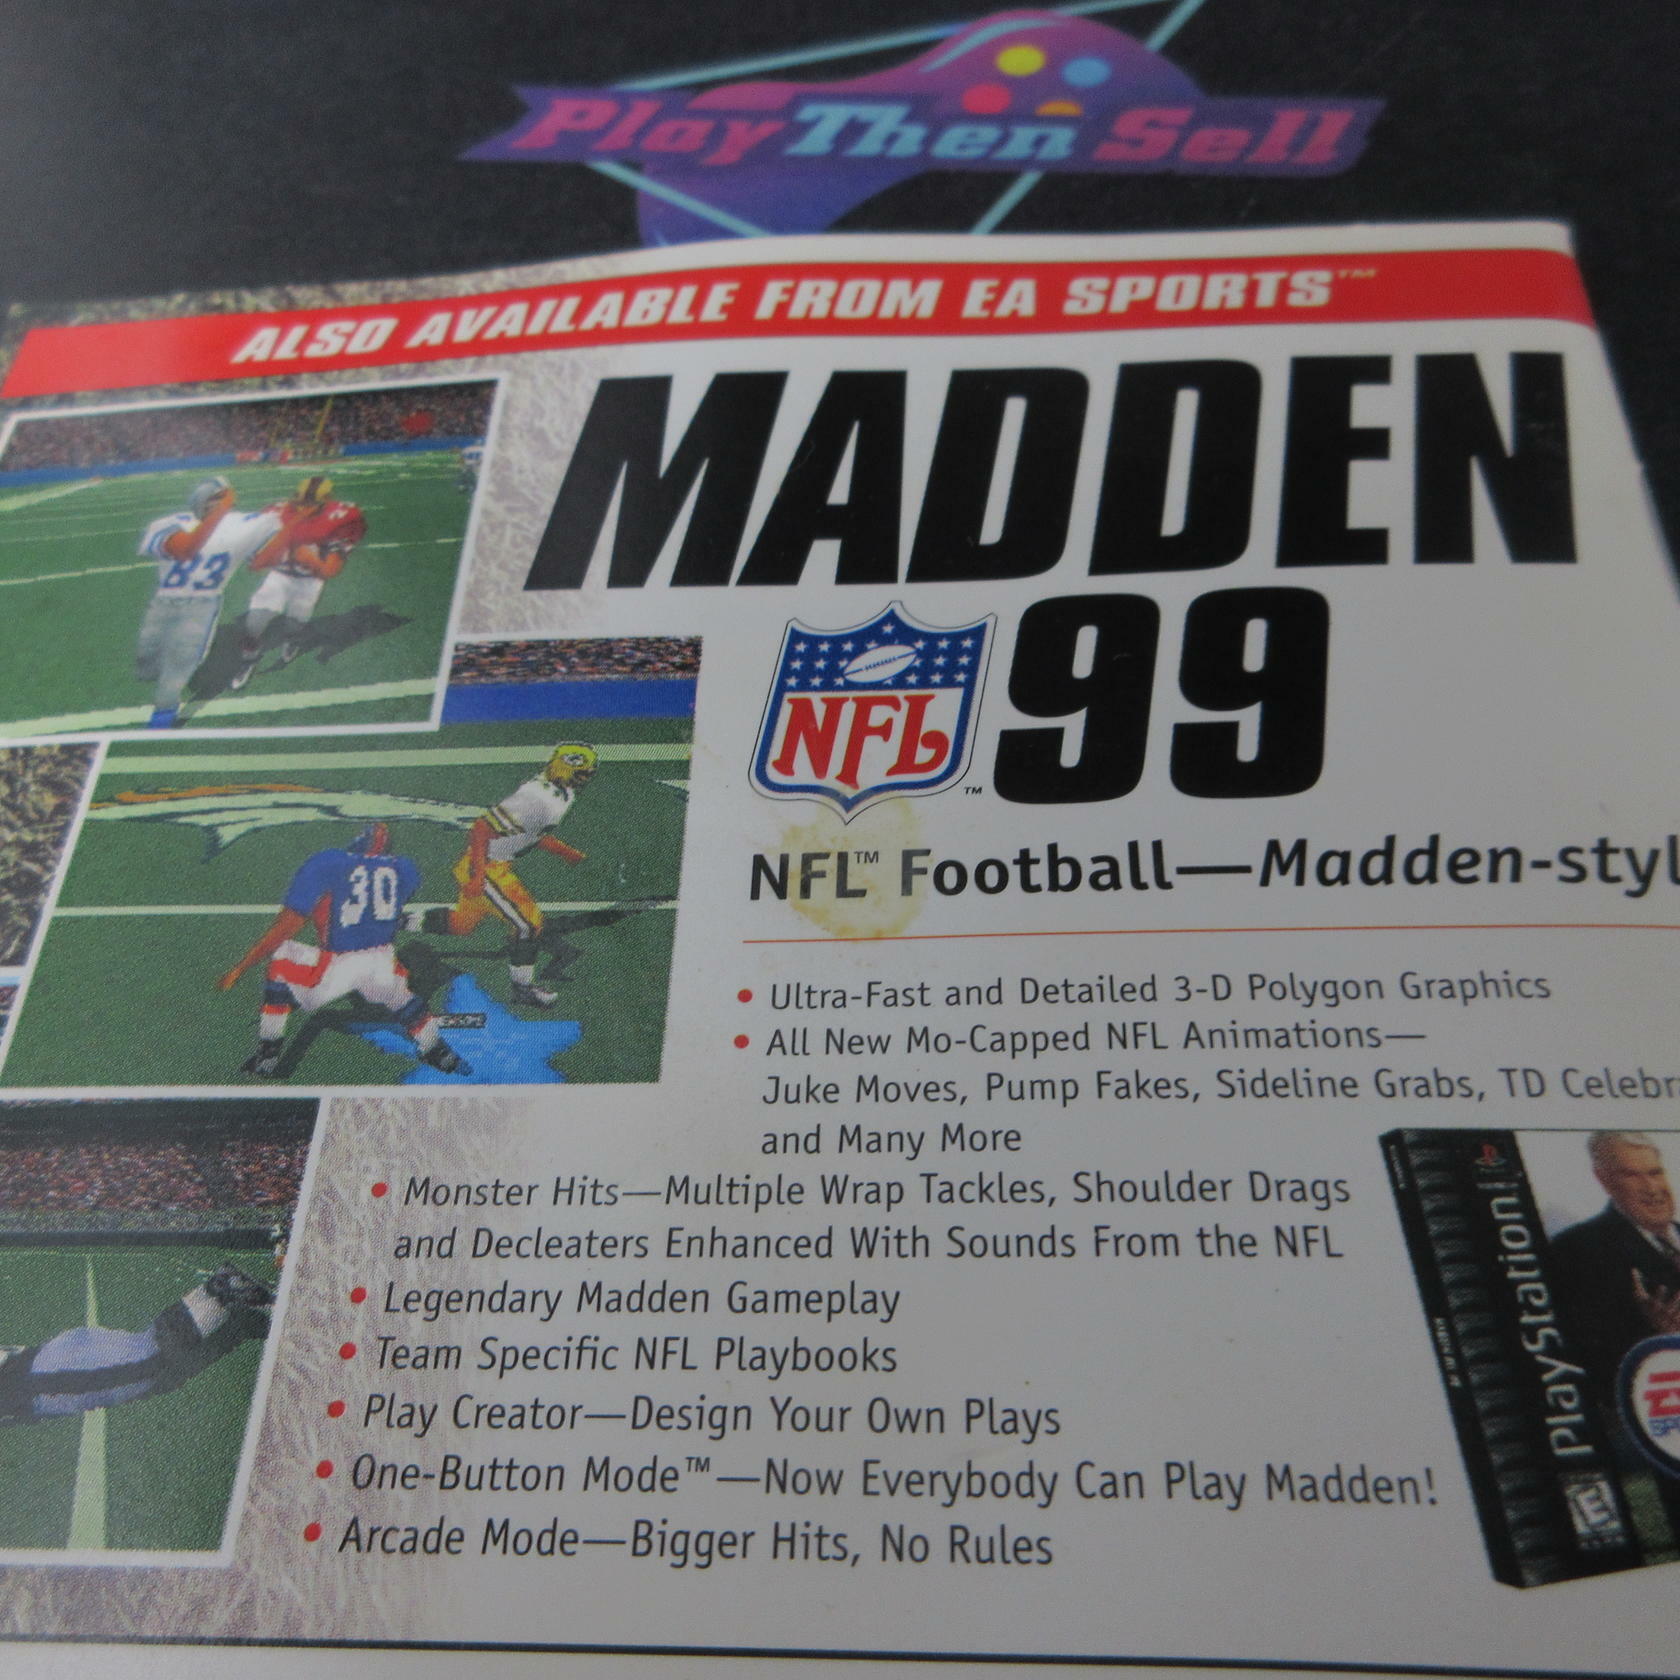 Play Then Sell
ALSO AVAILABLE FROM EA SPORTS™
MADDEN
NFL
™
99
NFL™ Football—Madden-styl
• Ultra-Fast and Detailed 3-D Polygon Graphics
• All New Mo-Capped NFL Animations—
Juke Moves, Pump Fakes, Sideline Grabs, TD Celebr
and Many More
• Monster Hits—Multiple Wrap Tackles, Shoulder Drags
and Decleaters Enhanced With Sounds From the NFL
• Legendary Madden Gameplay
• Team Specific NFL Playbooks
• Play Creator—Design Your Own Plays
• One-Button Mode™—Now Everybody Can Play Madden!
• Arcade Mode—Bigger Hits, No Rules
83
30
PlayStation
E
EA